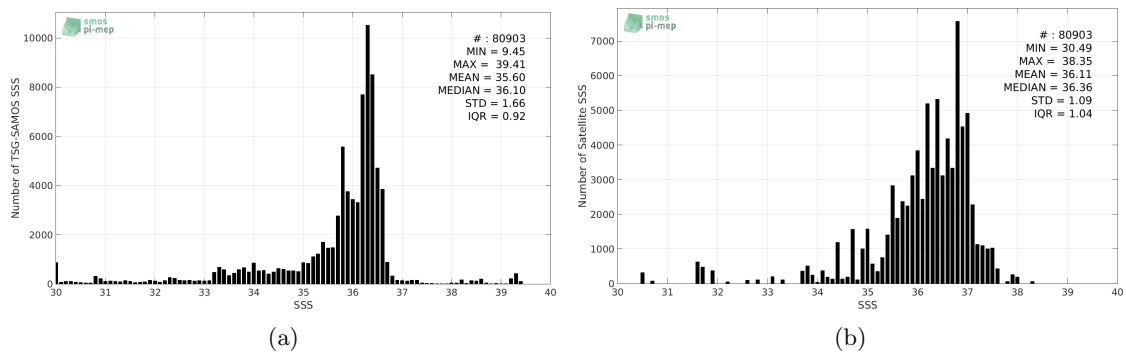 smos
pi-mep
# : 80903
MIN = 9.45
MAX = 39.41
MEAN = 35.60
MEDIAN = 36.10
STD = 1.66
IQR = 0.92
Number of TSG-SAMOS SSS
10000
8000
6000
4000
2000
0
30 31 32 33 34 35 36 37 38 39 40
SSS
(a)
smos
pi-mep
# : 80903
MIN = 30.49
MAX = 38.35
MEAN = 36.11
MEDIAN = 36.36
STD = 1.09
IQR = 1.04
Number of Satellite SSS
7000
6000
5000
4000
3000
2000
1000
0
30 31 32 33 34 35 36 37 38 39 40
SSS
(b)